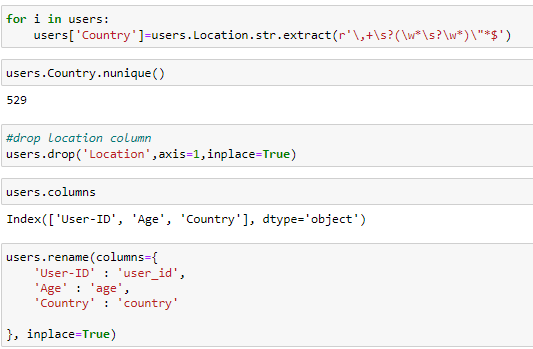 for i in users:
    users['Country']=users.Location.str.extract(r'\,+\s?(\w*\s?\w*)\"*$')
users.Country.nunique()
529
#drop location column
users.drop('Location',axis=1,inplace=True)
users.columns
Index(['User-ID', 'Age', 'Country'], dtype='object')
users.rename(columns={
    'User-ID' : 'user_id',
    'Age' : 'age',
    'Country' : 'country'
}, inplace=True)